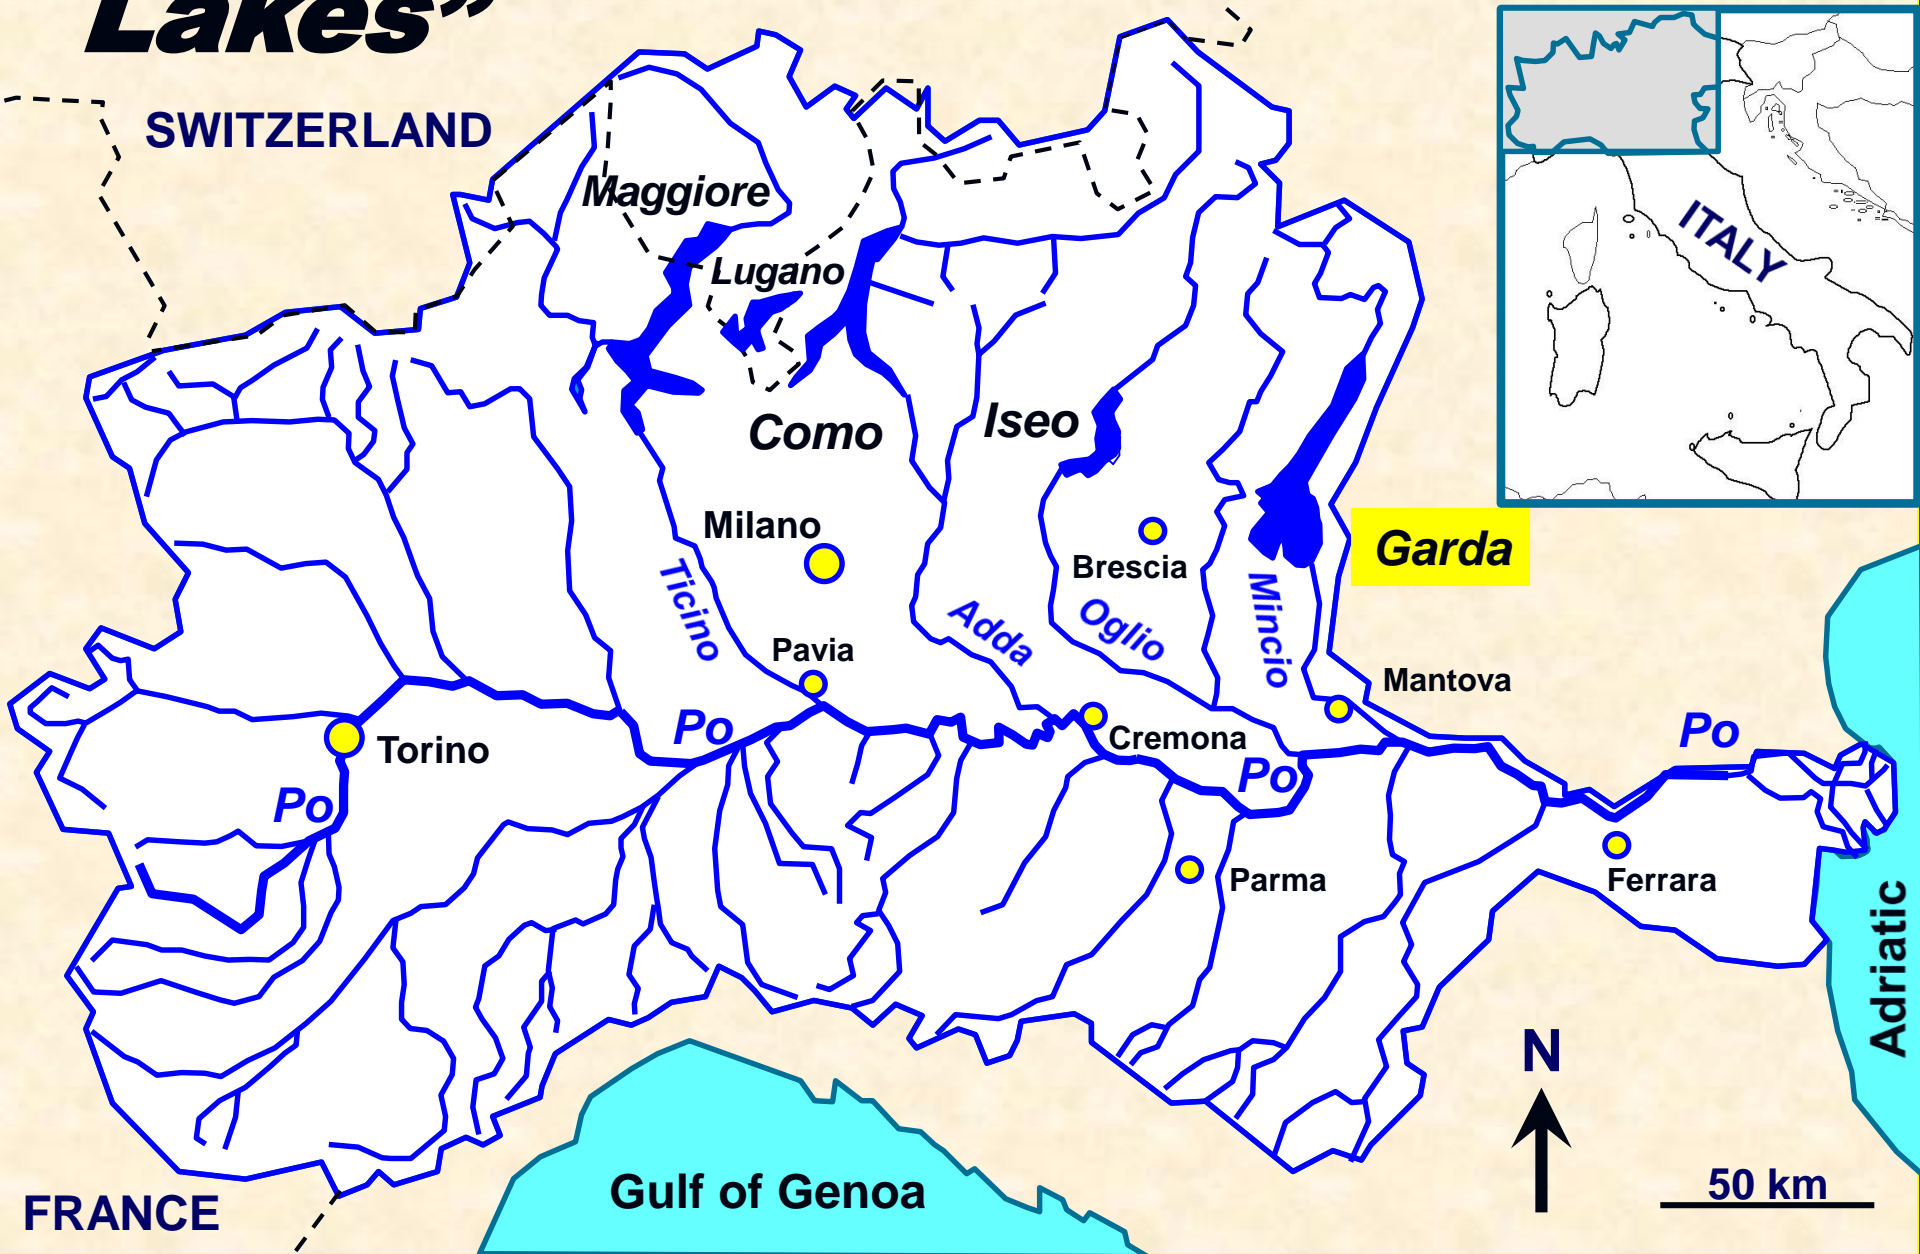 Lakes”
SWITZERLAND
Maggiore
Lugano
ITALY
Como
Iseo
Milano
Garda
Brescia
Ticino
Mincio
Adda
Oglio
Pavia
Mantova
Po
Cremona
Po
Torino
Po
Po
Parma
Ferrara
Adriatic
N
Gulf of Genoa
50 km
FRANCE